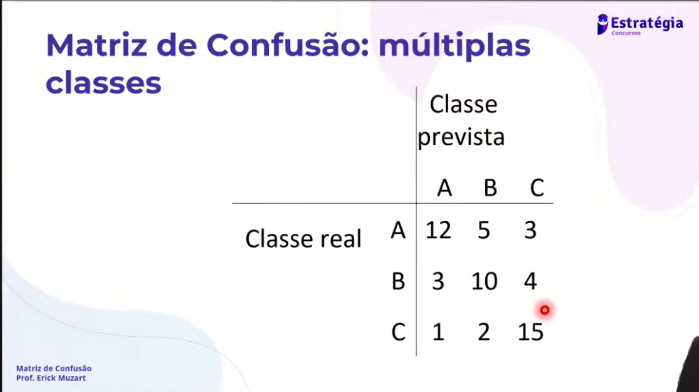 Matriz de Confusão: múltiplas
classes
Estratégia
Concursos
Classe
prevista
A B C
Classe real A 12 5 3
B 3 10 4
C 1 2 15
Matriz de Confusão
Prof. Erick Muzart